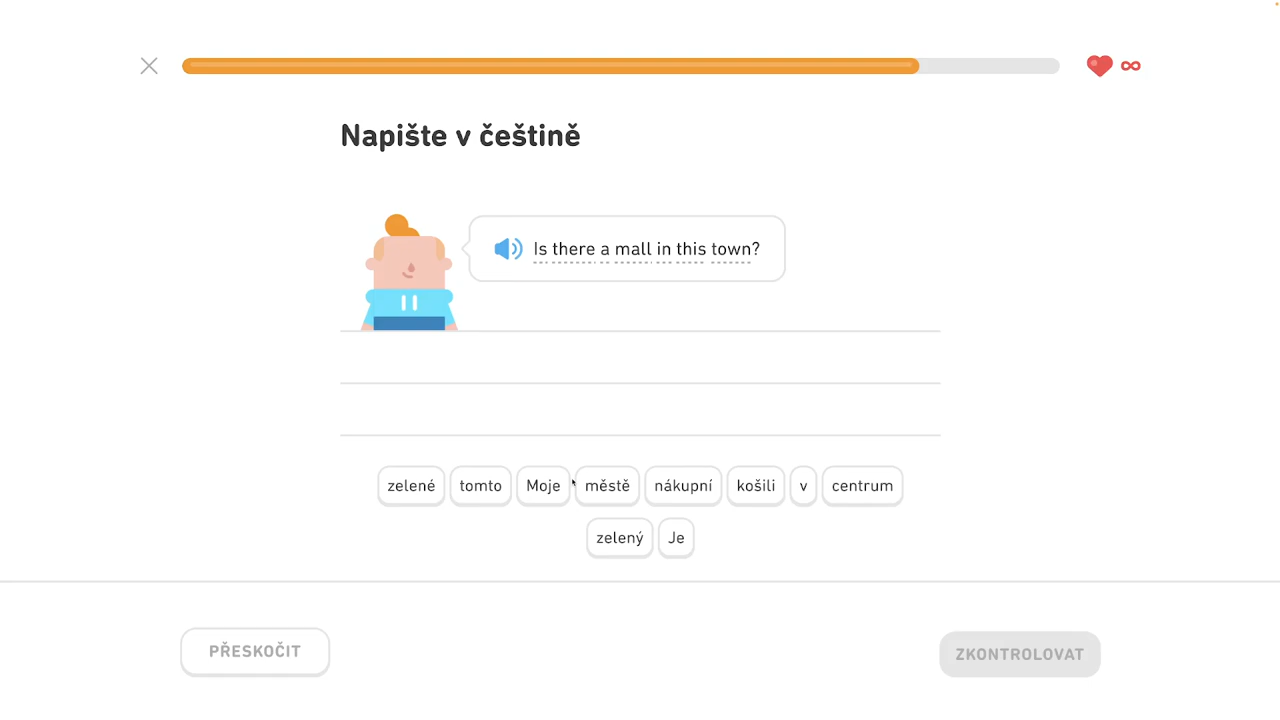 Napište v češtině
Is there a mall in this town?
zelené tomto Moje městě nákupní košili v centrum
zelený Je
PŘESKOČIT
ZKONTROLOVAT